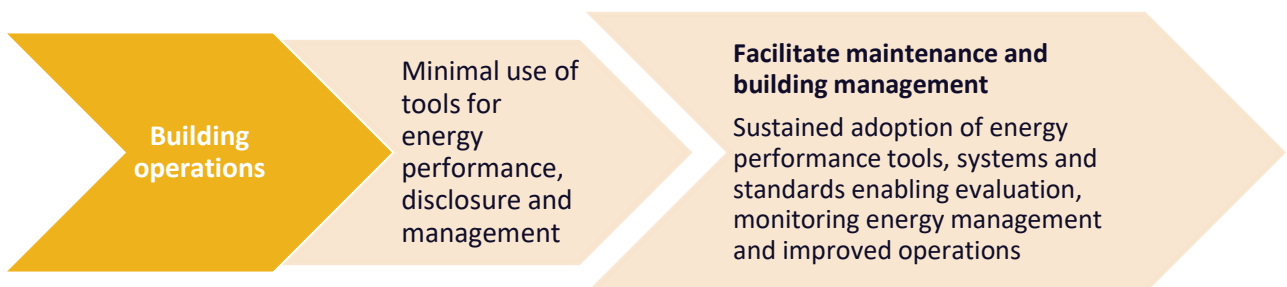 Building
operations
Minimal use of
tools for
energy
performance,
disclosure and
management
Facilitate maintenance and
building management
Sustained adoption of energy
performance tools, systems and
standards enabling evaluation,
monitoring energy management
and improved operations